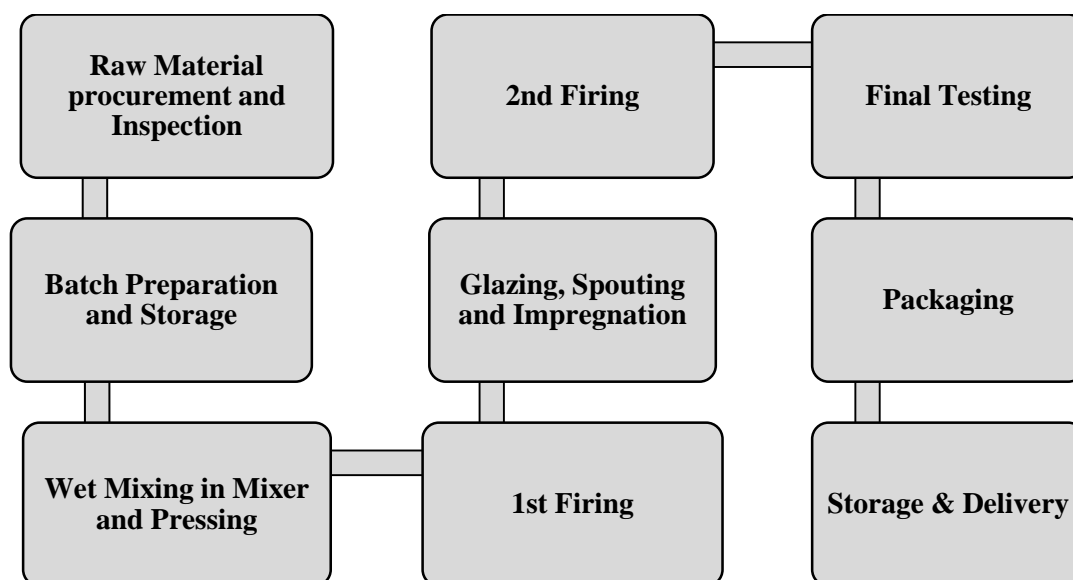 Raw Material
procurement and
Inspection
Batch Preparation
and Storage
Wet Mixing in Mixer
and Pressing
1st Firing
Glazing, Spouting
and Impregnation
2nd Firing
Final Testing
Packaging
Storage & Delivery